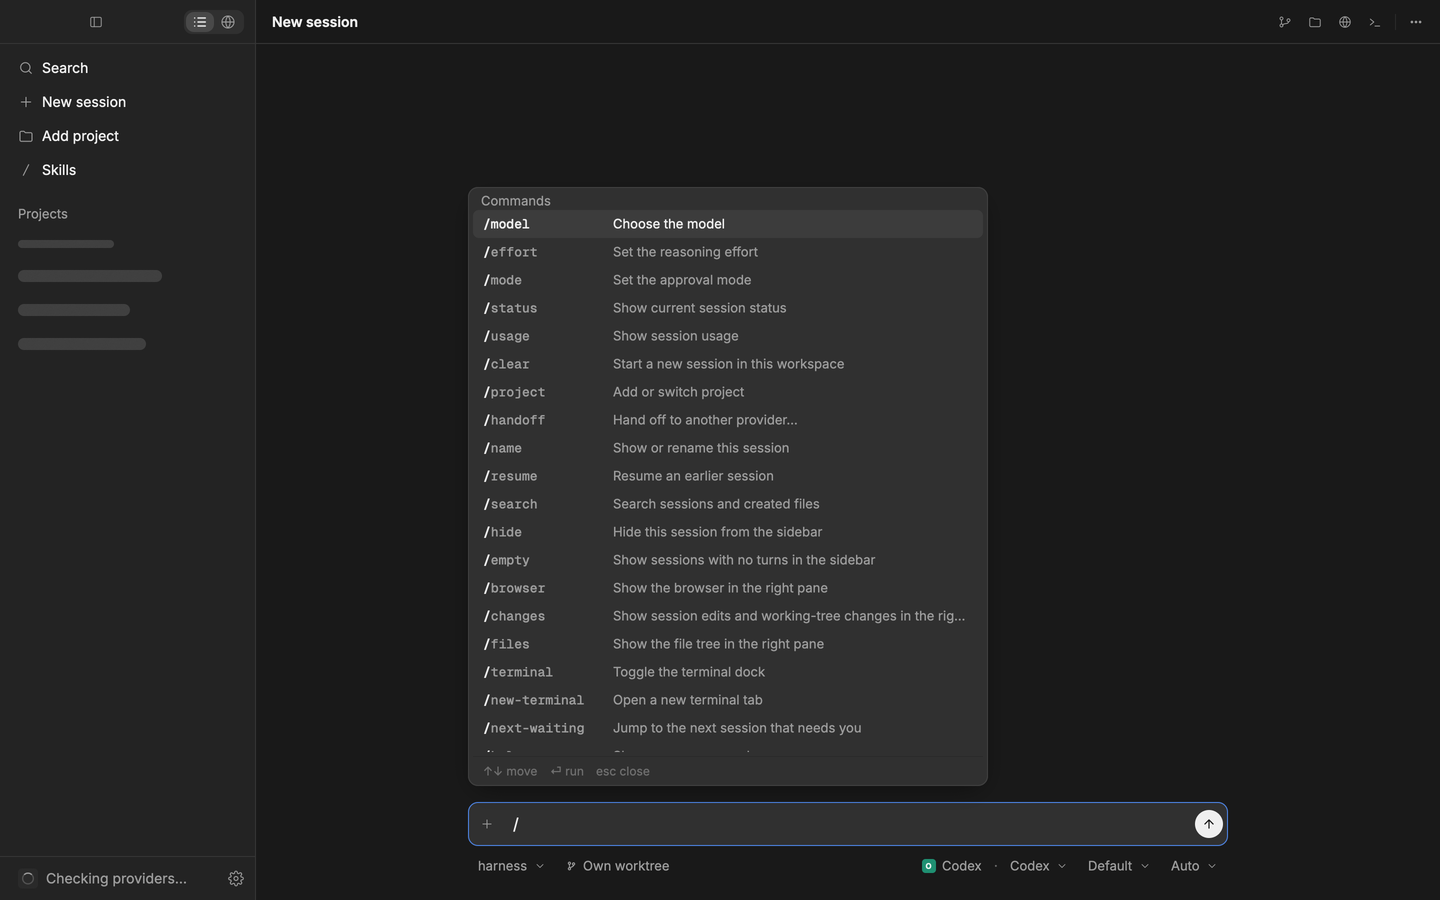 New session
Search
New session
Add project
/ Skills
Projects
Commands
/model Choose the model
/effort Set the reasoning effort
/mode Set the approval mode
/status Show current session status
/usage Show session usage
/clear Start a new session in this workspace
/project Add or switch project
/handoff Hand off to another provider...
/name Show or rename this session
/resume Resume an earlier session
/search Search sessions and created files
/hide Hide this session from the sidebar
/empty Show sessions with no turns in the sidebar
/browser Show the browser in the right pane
/changes Show session edits and working-tree changes in the rig...
/files Show the file tree in the right pane
/terminal Toggle the terminal dock
/new-terminal Open a new terminal tab
/next-waiting Jump to the next session that needs you
↑↓ move ↵ run esc close
/
harness Own worktree Codex · Codex Default Auto
Checking providers...